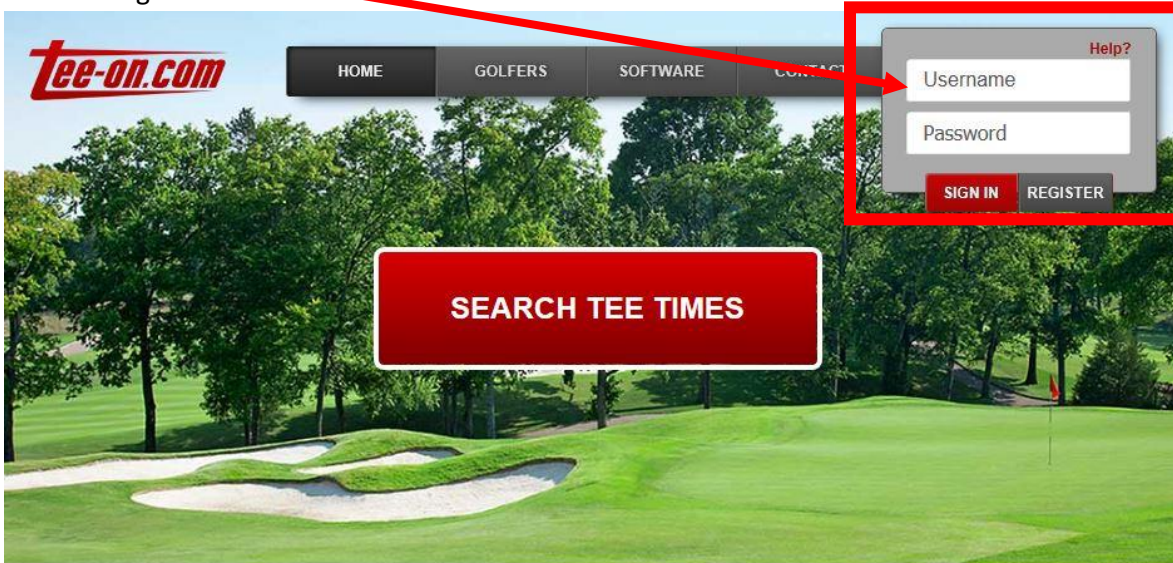 tee-on.com
HOME GOLFERS SOFTWARE
Help?
Username
Password
SIGN IN REGISTER
SEARCH TEE TIMES